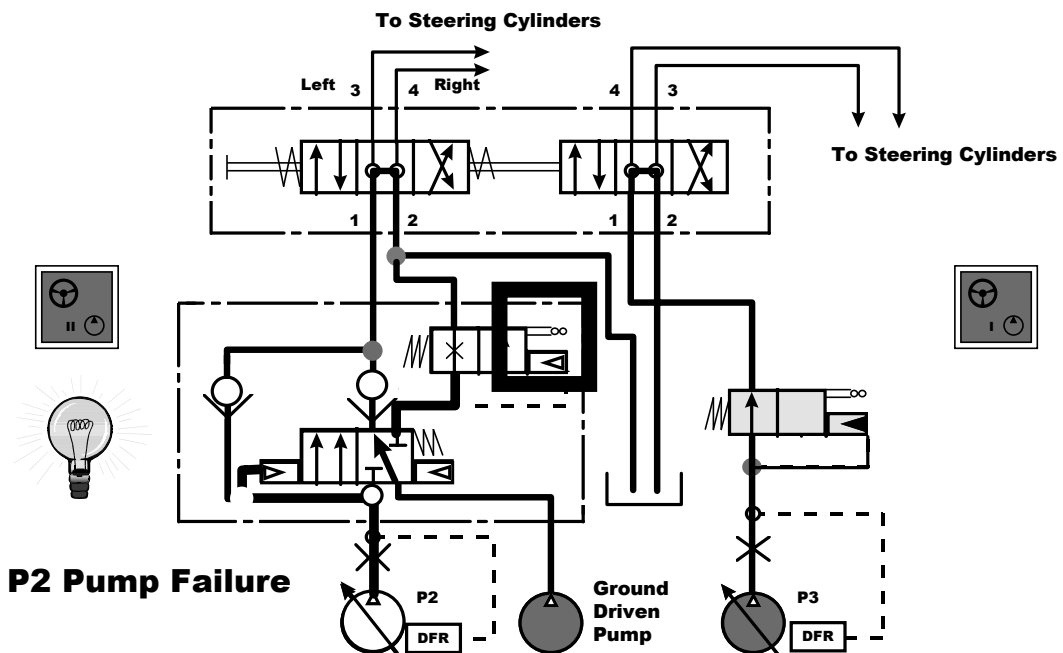 To Steering Cylinders
Left 3 4 Right 4 3
To Steering Cylinders
1 2 1 2
II
I
P2 Pump Failure
P2
DFR
Ground
Driven
Pump
P3
DFR